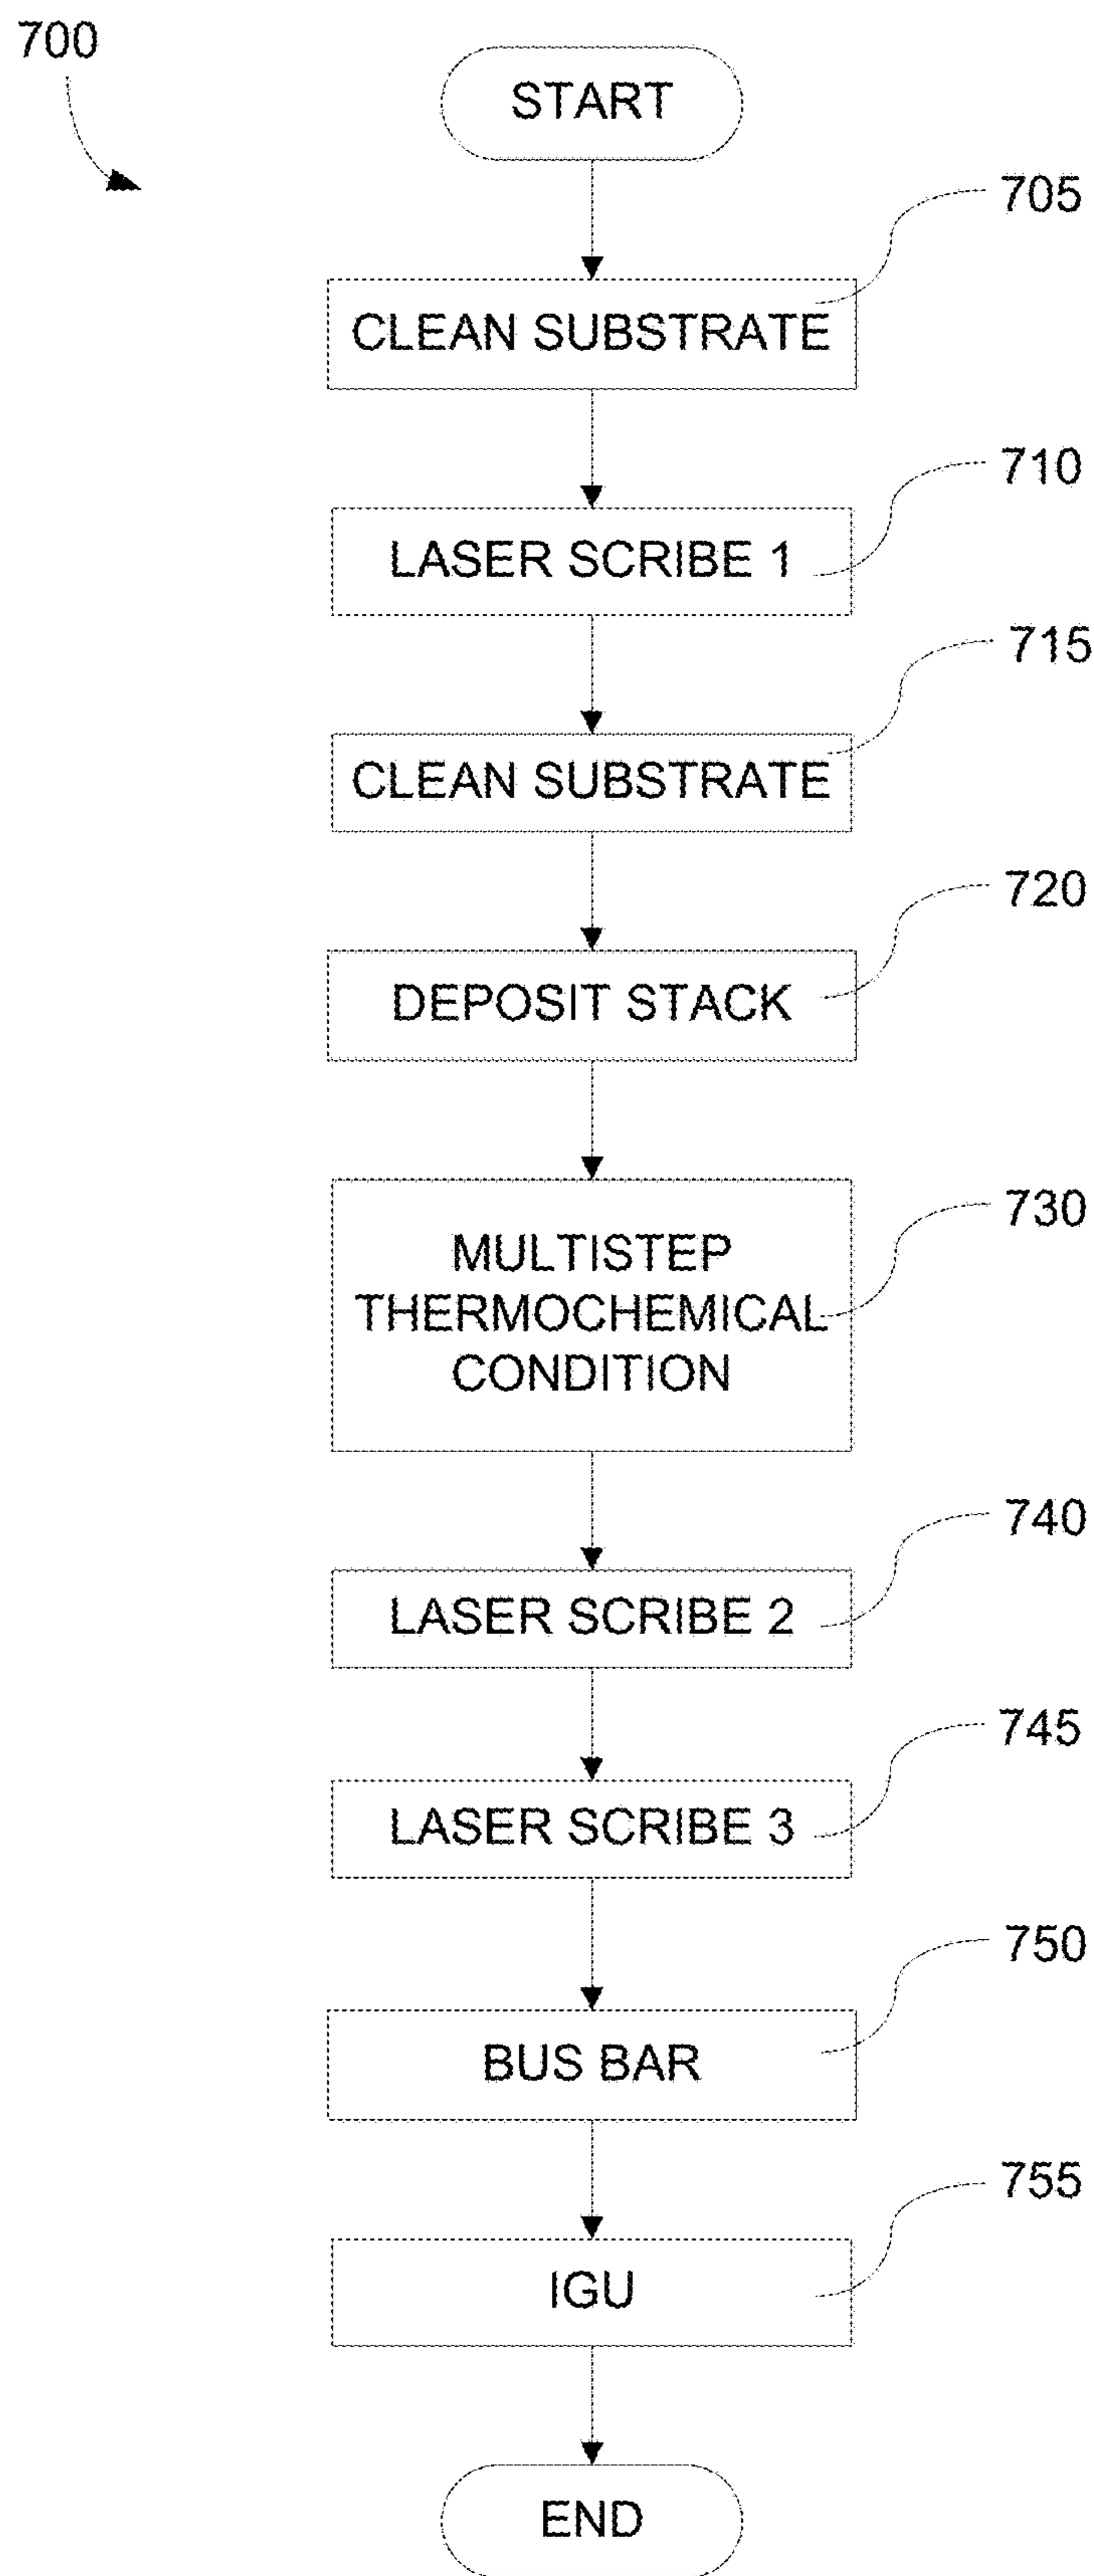 700
START
705
CLEAN SUBSTRATE
710
LASER SCRIBE 1
715
CLEAN SUBSTRATE
720
DEPOSIT STACK
730
MULTISTEP
THERMOCHEMICAL
CONDITION
740
LASER SCRIBE 2
745
LASER SCRIBE 3
750
BUS BAR
755
IGU
END